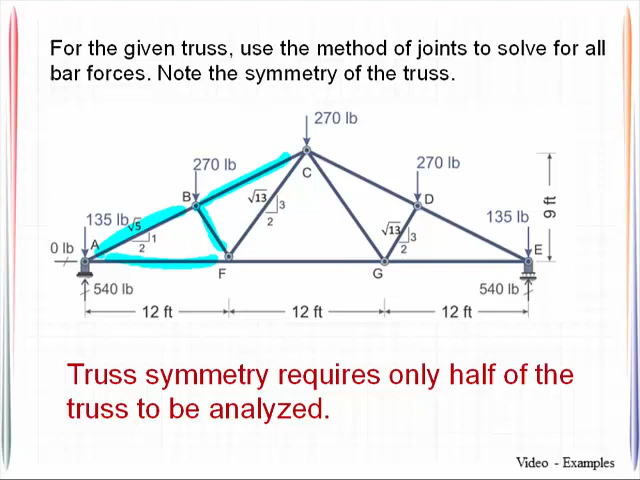 For the given truss, use the method of joints to solve for all
bar forces. Note the symmetry of the truss.
270 lb
C
270 lb
B
270 lb
D
√13
3
2
√13
3
2
9 ft
135 lb
√5
1
2
135 lb
A
E
0 lb
F
G
540 lb
540 lb
12 ft
12 ft
12 ft
Truss symmetry requires only half of the
truss to be analyzed.
Video - Examples